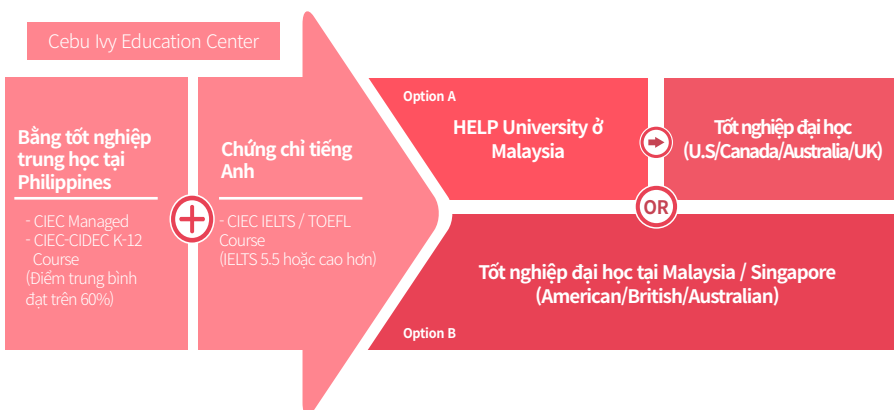 Cebu Ivy Education Center
Bằng tốt nghiệp
trung học tại
Philippines
- CIEC Managed
- CIEC-CIDEC K-12
Course
(Điểm trung bình
đạt trên 60%)
Chứng chỉ tiếng
Anh
- CIEC IELTS / TOEFL
Course
(IELTS 5.5 hoặc cao hơn)
Option A
HELP University ở
Malaysia
Tốt nghiệp đại học
(U.S/Canada/Australia/UK)
OR
Tốt nghiệp đại học tại Malaysia / Singapore
(American/British/Australian)
Option B